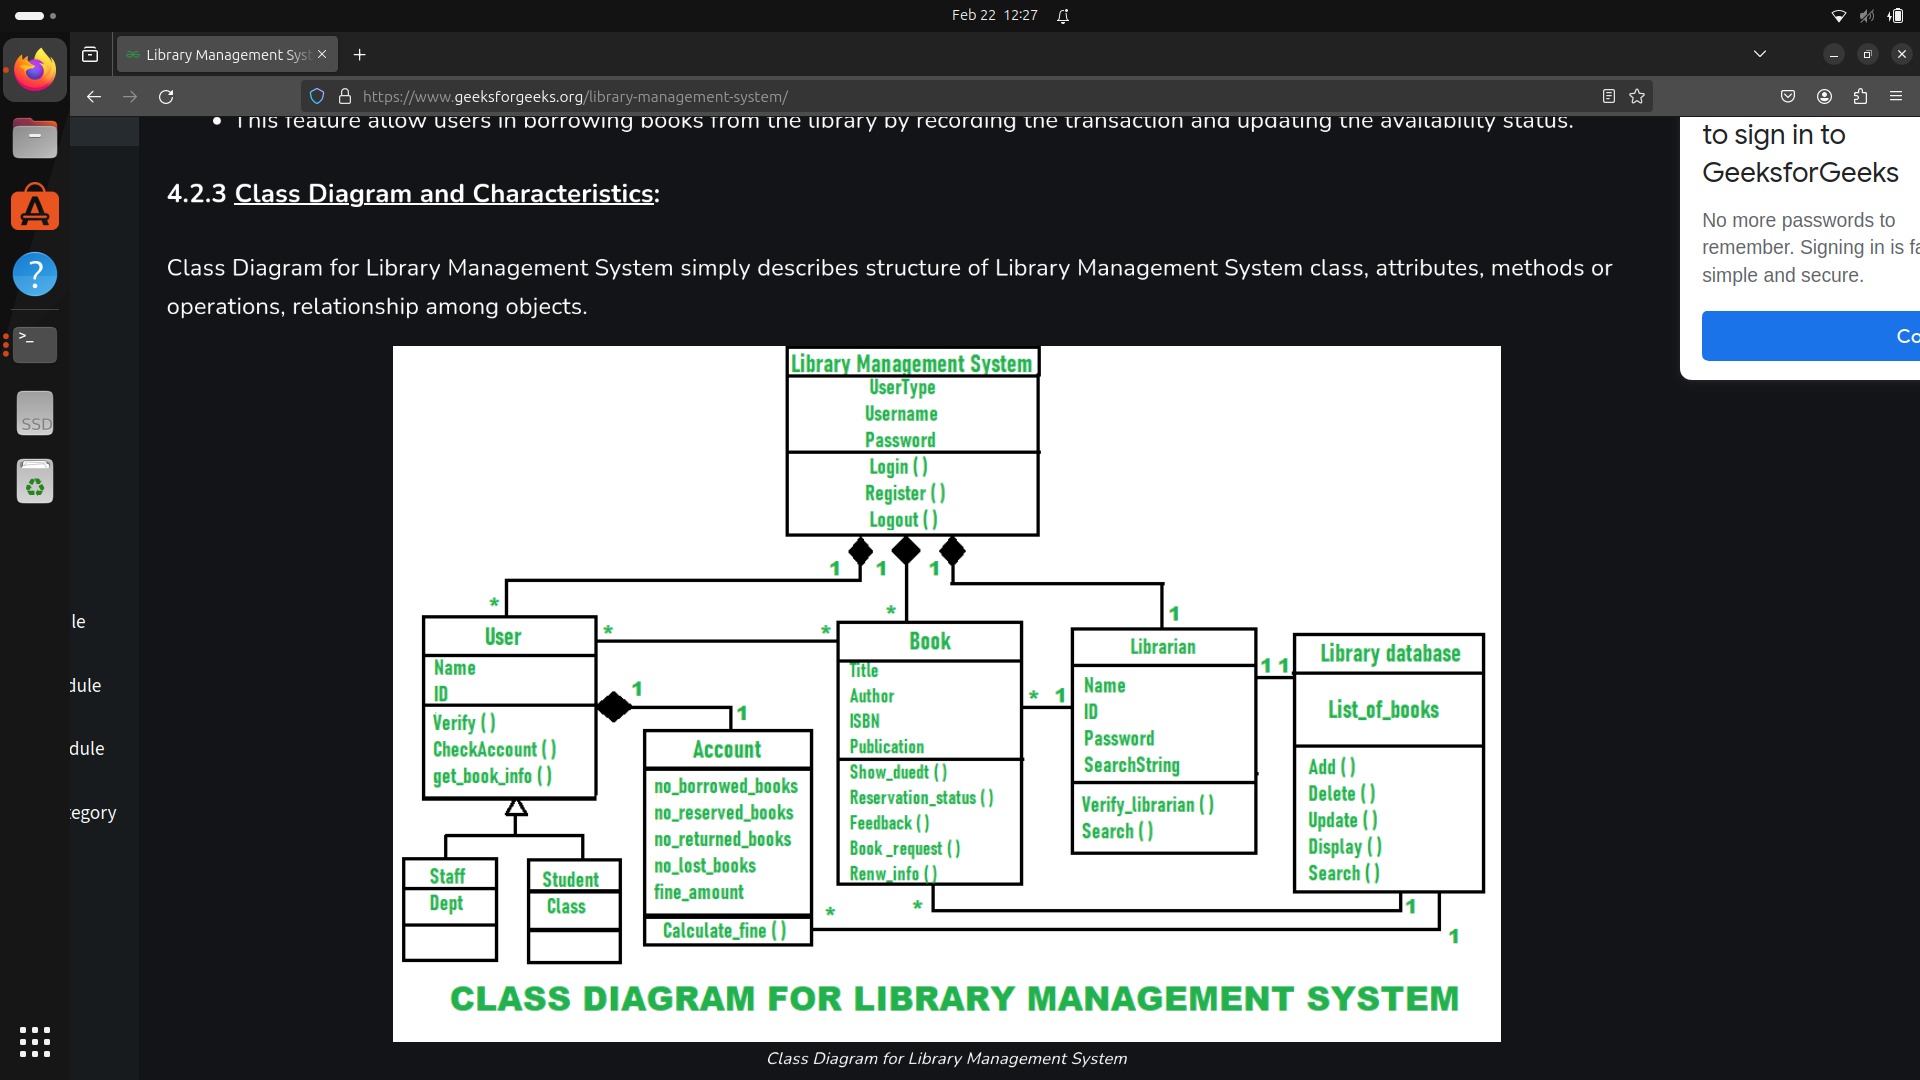 Feb 22 12:27
Library Management Sys
https://www.geeksforgeeks.org/library-management-system/
This feature allow users in borrowing books from the library by recording the transaction and updating the availability status.
to sign in to
GeeksforGeeks
No more passwords to
remember. Signing in is fa
simple and secure.
Co
4.2.3 Class Diagram and Characteristics:
Class Diagram for Library Management System simply describes structure of Library Management System class, attributes, methods or
operations, relationship among objects.
SSD
le
dule
dule
tegory
Library Management System
UserType
Username
Password
Login ( )
Register ( )
Logout ( )
1 1 1
* * 1
User
Name
ID
Verify ( )
CheckAccount ( )
get_book_info ( )
* *
1 1
Staff
Dept
Student
Class
Account
no_borrowed_books
no_reserved_books
no_returned_books
no_lost_books
fine_amount
Calculate_fine ( )
Book
Title
Author
ISBN
Publication
Show_duedt ( )
Reservation_status ( )
Feedback ( )
Book _request ( )
Renw_info ( )
* 1
Librarian
Name
ID
Password
SearchString
Verify_librarian ( )
Search ( )
1 1
Library database
List_of_books
Add ( )
Delete ( )
Update ( )
Display ( )
Search ( )
* 1
* 1
CLASS DIAGRAM FOR LIBRARY MANAGEMENT SYSTEM
Class Diagram for Library Management System